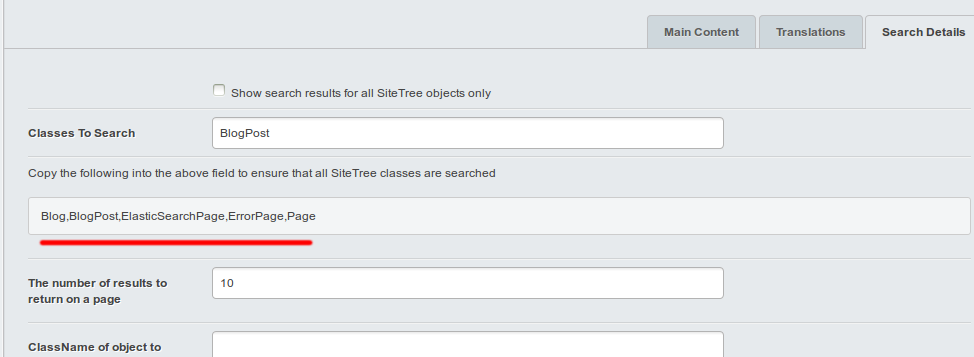 Main Content
Translations
Search Details
Show search results for all SiteTree objects only
Classes To Search
BlogPost
Copy the following into the above field to ensure that all SiteTree classes are searched
Blog,BlogPost,ElasticSearchPage,ErrorPage,Page
The number of results to
return on a page
10
ClassName of object to